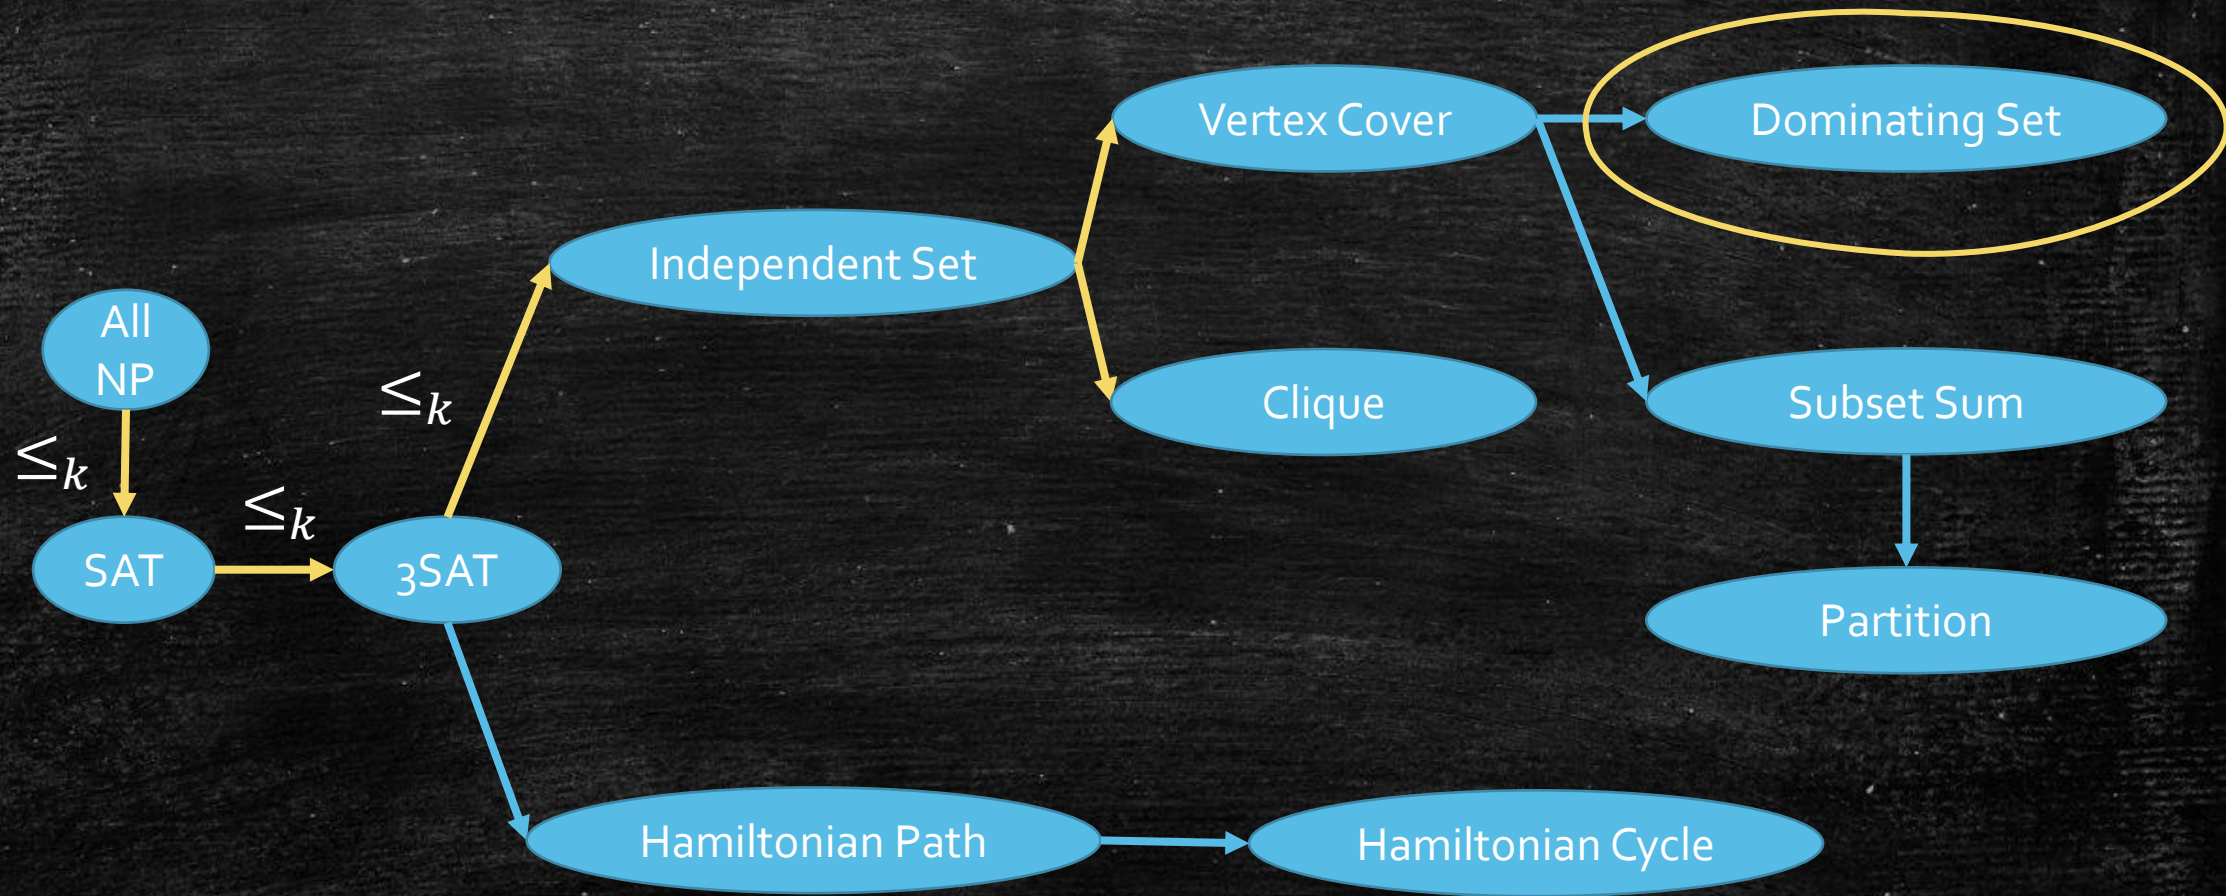 Vertex Cover
Dominating Set
Independent Set
All
NP
≤k
Clique
Subset Sum
≤k
≤k
SAT
3SAT
Partition
Hamiltonian Path
Hamiltonian Cycle